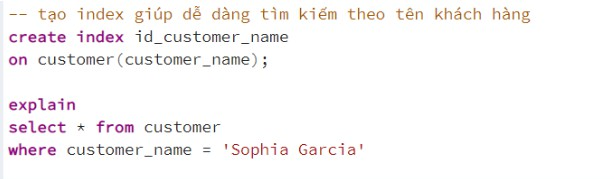 -- tạo index giúp dễ dàng tìm kiếm theo tên khách hàng
create index id_customer_name
on customer(customer_name);
explain
select * from customer
where customer_name = 'Sophia Garcia'